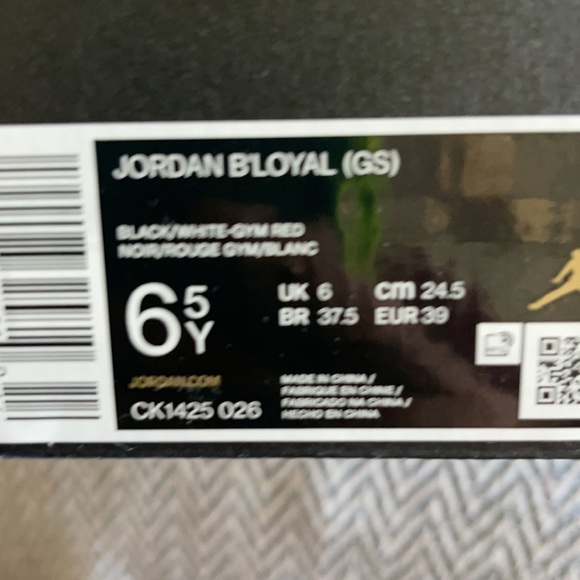 JORDAN B'LOYAL (GS)
BLACK/WHITE-GYM RED
NOIR/ROUGE GYM/BLANC
6 5 Y
UK 6 cm 24.5
BR 37.5 EUR 39
JORDAN.COM
CK1425 026
MADE IN CHINA /
FABRIQUE EN CHINE /
FABRICADO NA CHINA /
HECHO EN CHINA